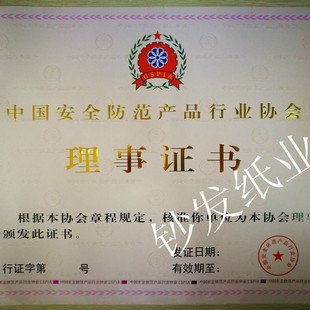 CSPIA
中国安全防范产品行业协会
理事证书
根据本协会章程规定，核准你单位为本协会理事
颁发此证书。
发证日期：
行证字第 号 有效期至：
钞发纸业